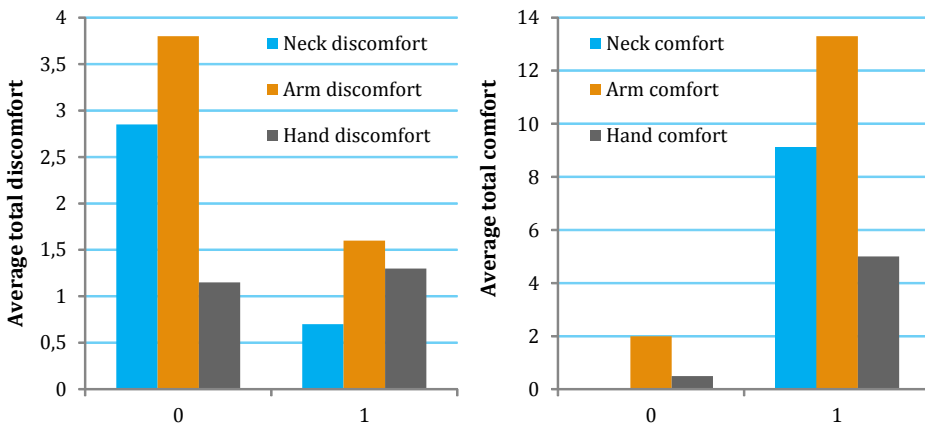 Average total discomfort
4
3,5
3
2,5
2
1,5
1
0,5
0
Neck discomfort
Arm discomfort
Hand discomfort
0 1
Average total comfort
14
12
10
8
6
4
2
0
Neck comfort
Arm comfort
Hand comfort
0 1